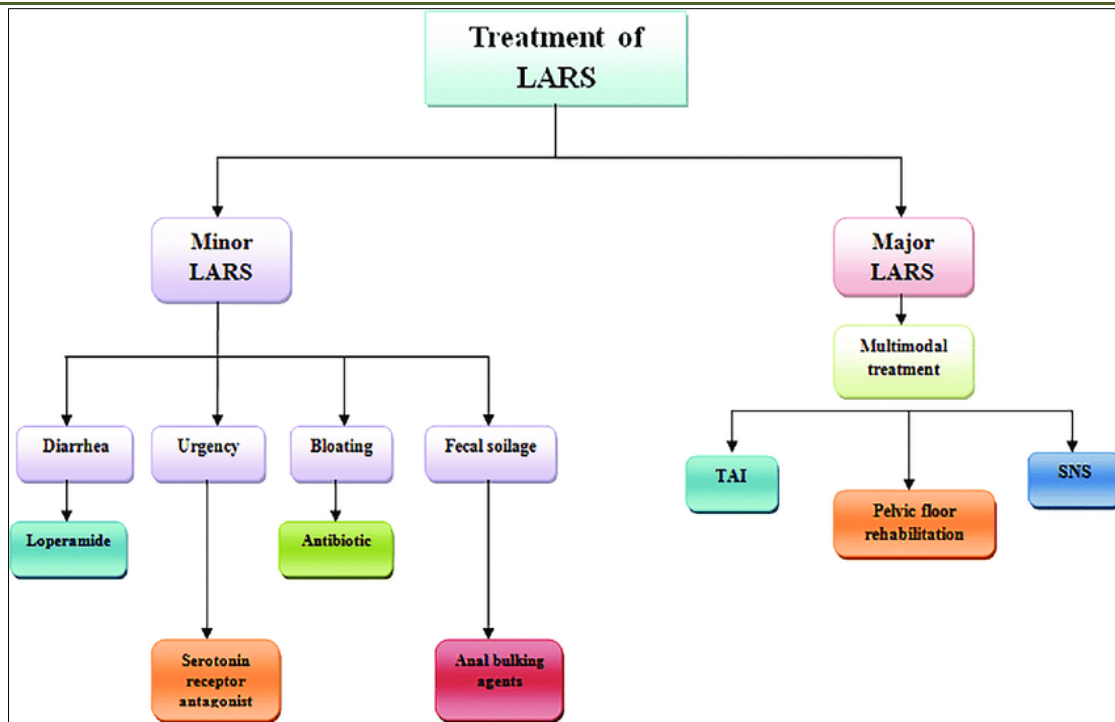 Treatment of
LARS
Minor
LARS
Major
LARS
Multimodal
treatment
Diarrhea
Urgency
Bloating
Fecal soilage
TAI
SNS
Pelvic floor
rehabilitation
Loperamide
Antibiotic
Serotonin
receptor
antagonist
Anal bulking
agents